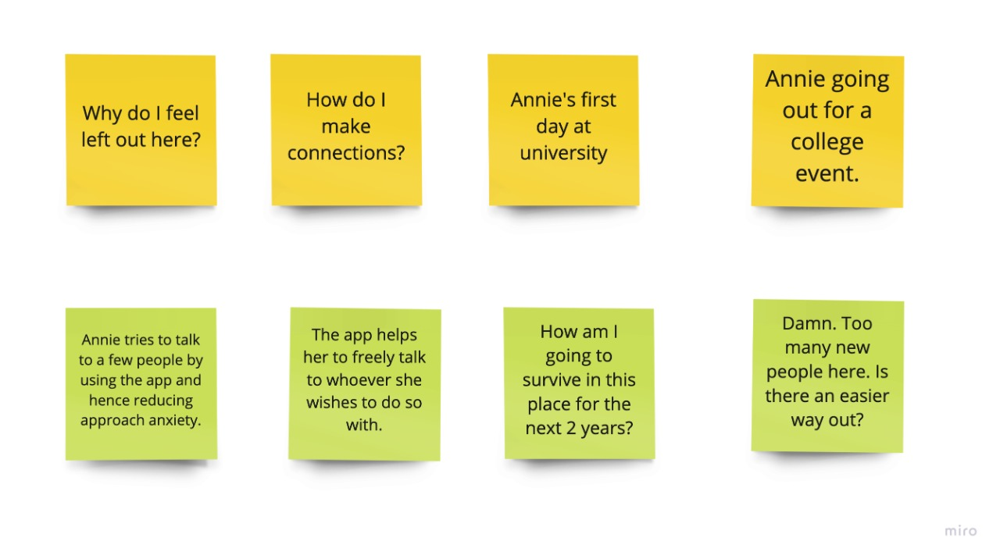 Why do I feel
left out here?
How do I
make
connections?
Annie's first
day at
university
Annie going
out for a
college
event.
Annie tries to talk
to a few people by
using the app and
hence reducing
approach anxiety.
The app helps
her to freely talk
to whoever she
wishes to do so
with.
How am I
going to
survive in this
place for the
next 2 years?
Damn. Too
many new
people here. Is
there an easier
way out?
miro